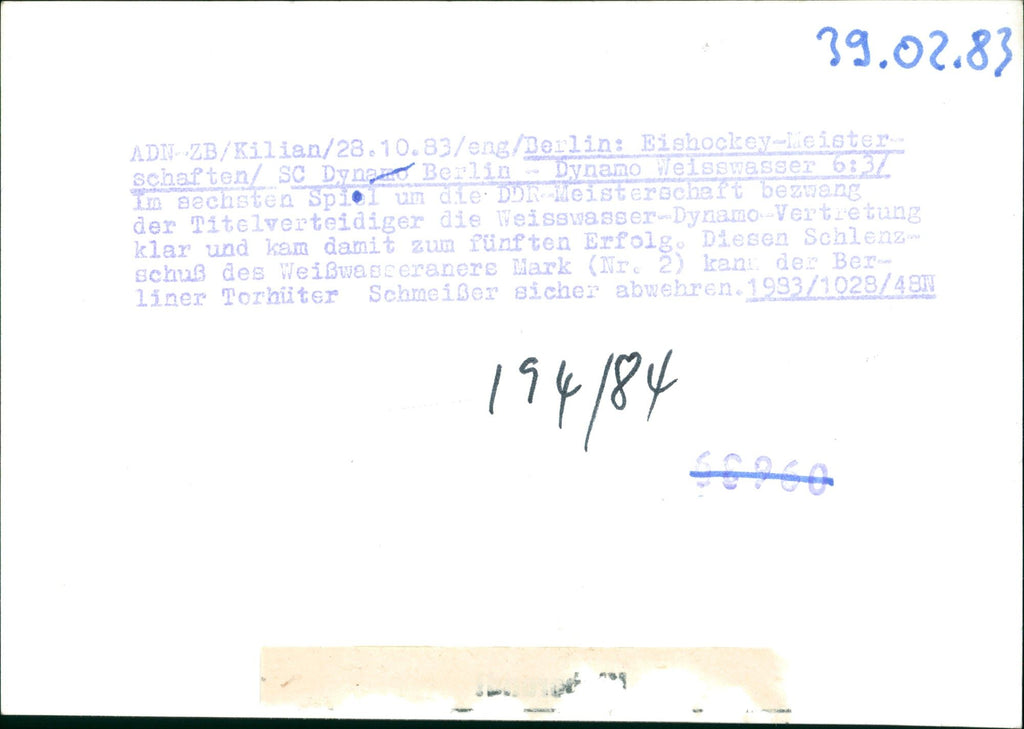 39.02.83
ADN-ZB/Kilian/28.10.83/eng/Berlin: Eishockey-Meister-
schaften/ SC Dynamo Berlin - Dynamo Weisswasser 6:3/
Im sechsten Spiel um die DDR-Meisterschaft bezwang
der Titelverteidiger die Weisswasser-Dynamo-Vertretung
klar und kam damit zum fünften Erfolg. Diesen Schlenz-
schuß des Weißwasseraners Mark (Nr. 2) kann der Ber-
liner Torhüter Schmeißer sicher abwehren.1983/1028/48N
194/84